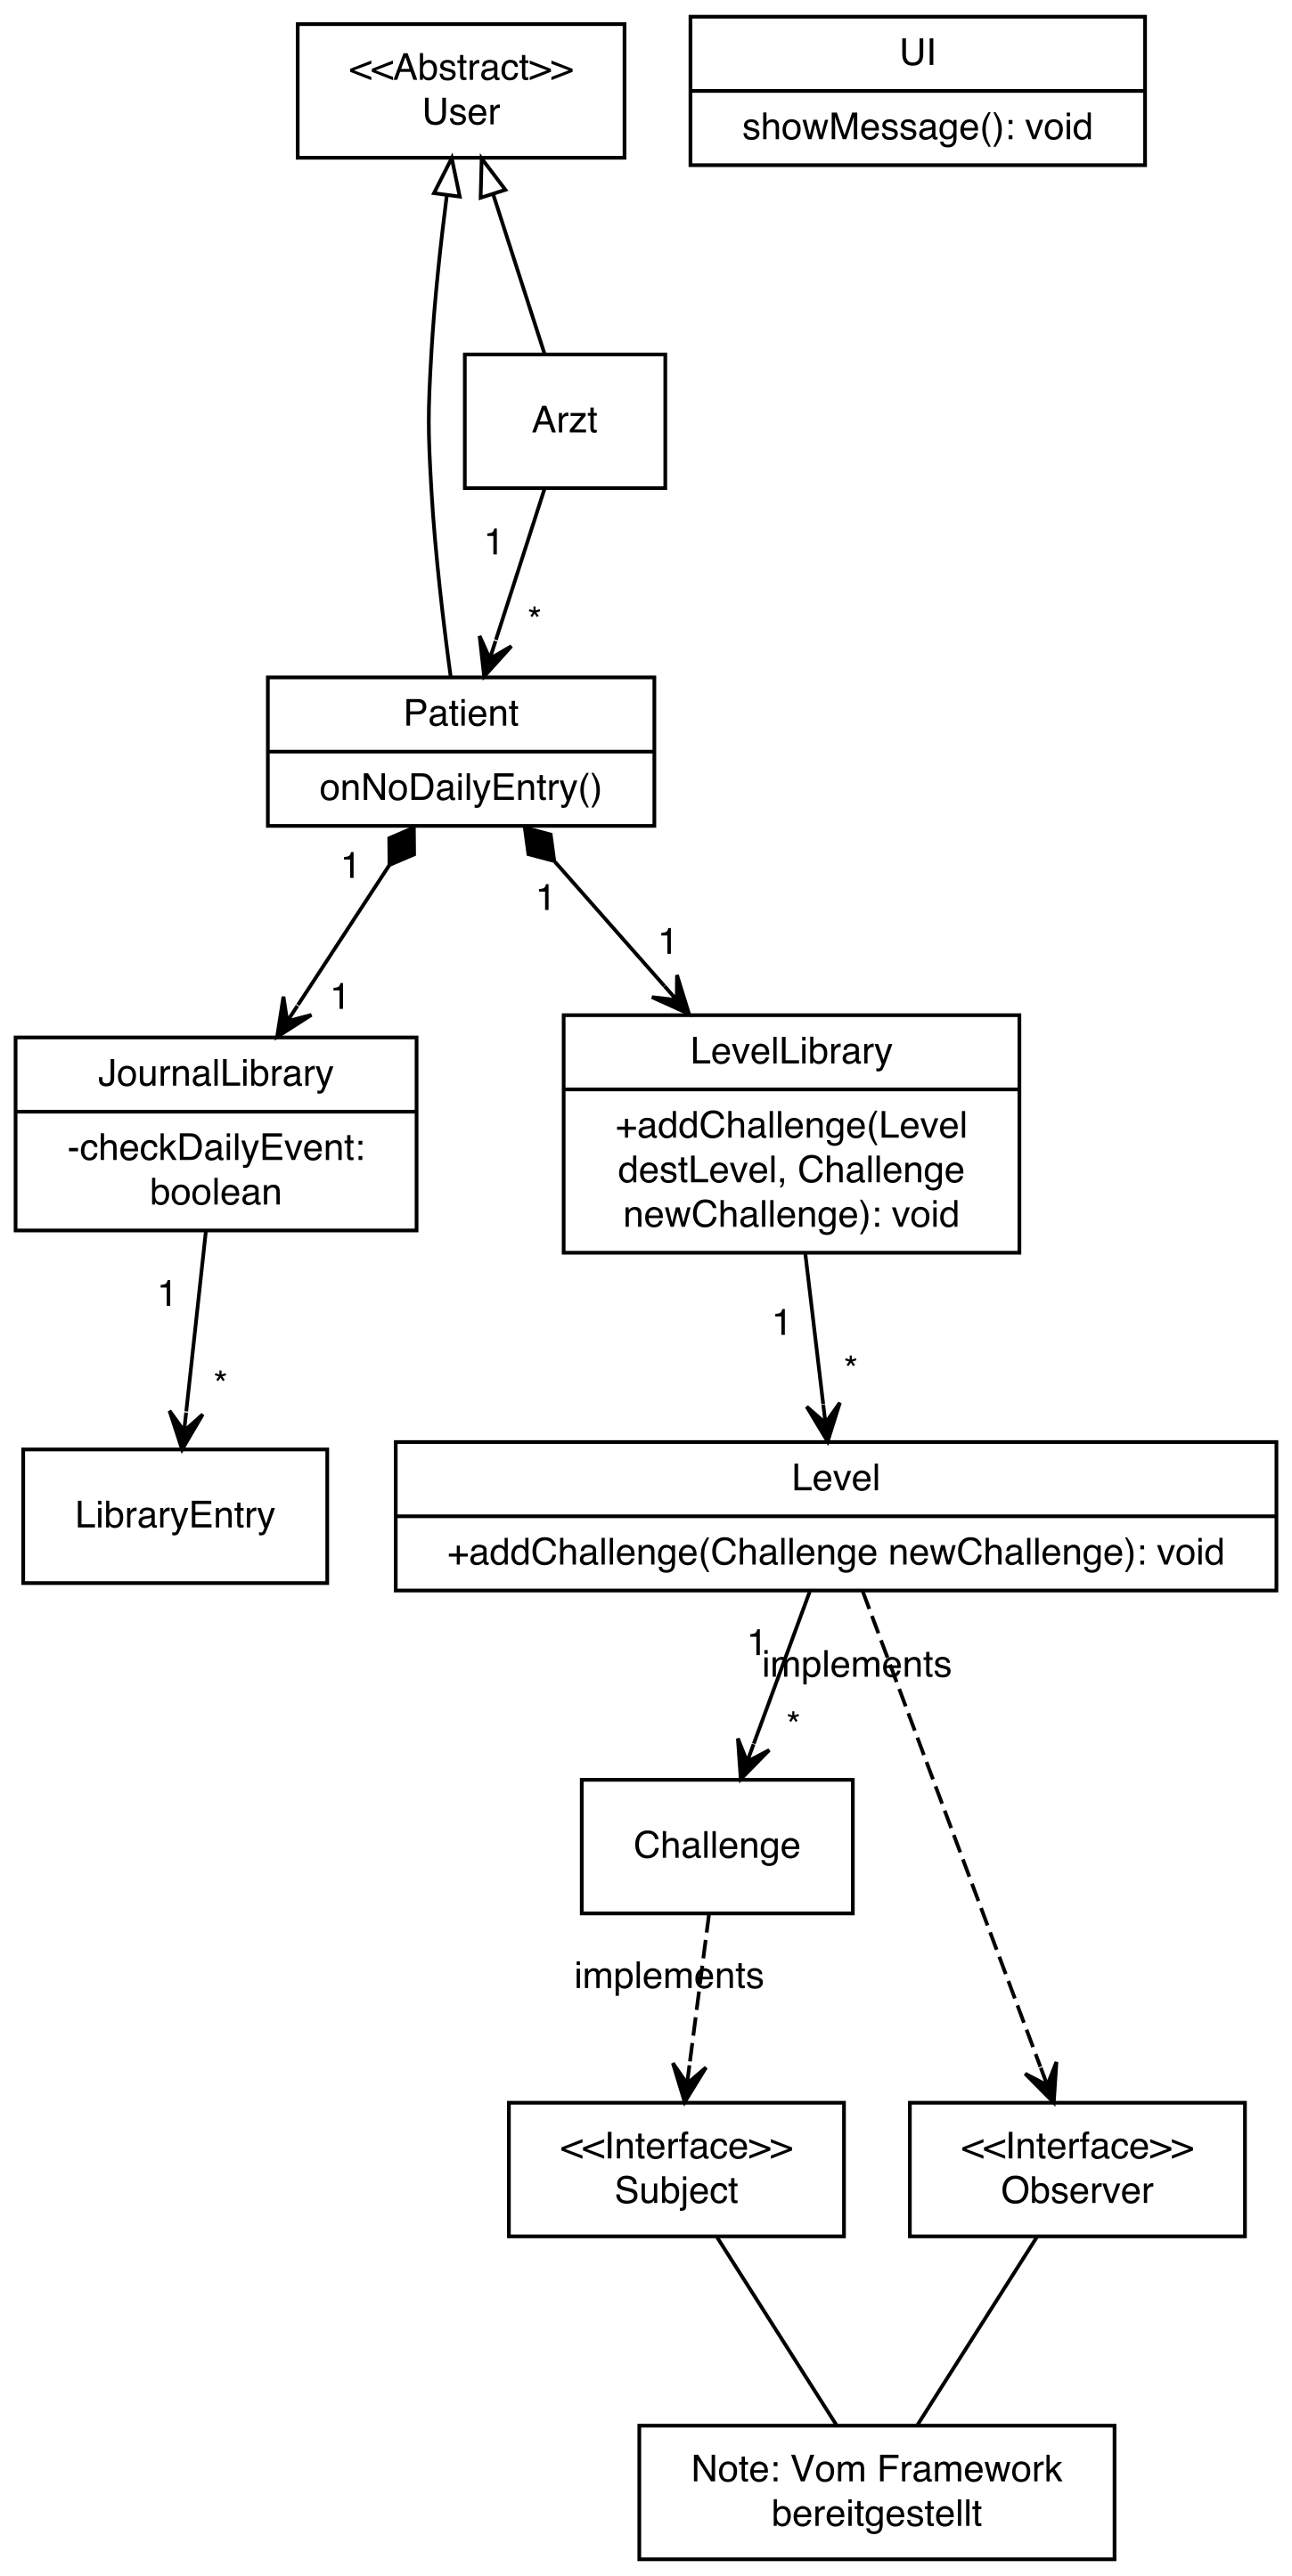 <<Abstract>>
User
UI
showMessage(): void
Arzt
1
*
Patient
onNoDailyEntry()
1
1
1
1
JournalLibrary
-checkDailyEvent:
boolean
LevelLibrary
+addChallenge(Level
destLevel, Challenge
newChallenge): void
1
*
1
*
LibraryEntry
Level
+addChallenge(Challenge newChallenge): void
1
implements
*
Challenge
implements
<<Interface>>
Subject
<<Interface>>
Observer
Note: Vom Framework
bereitgestellt